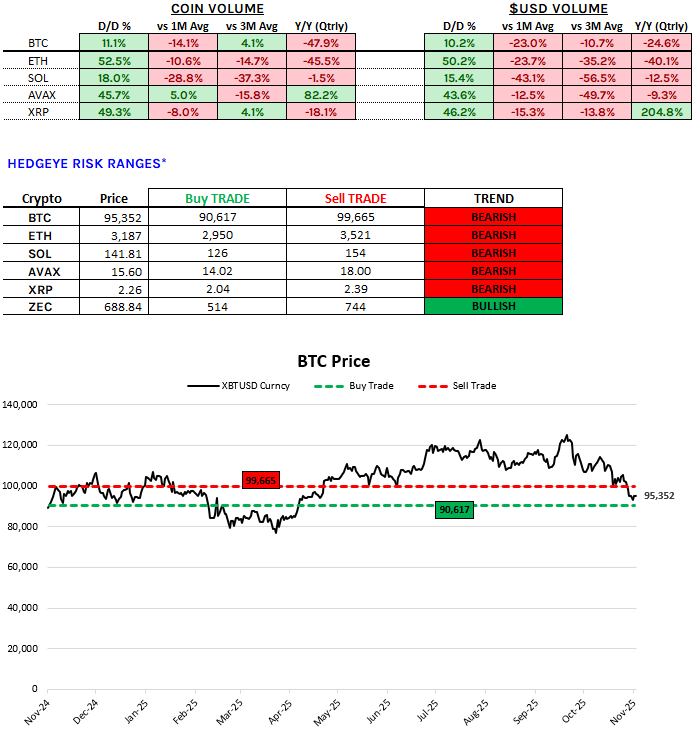 COIN VOLUME $USD VOLUME
D/D % vs 1M Avg vs 3M Avg Y/Y (Qtrly) D/D % vs 1M Avg vs 3M Avg Y/Y (Qtrly)
BTC 11.1% -14.1% 4.1% -47.9% 10.2% -23.0% -10.7% -24.6%
ETH 52.5% -10.6% -14.7% -45.5% 50.2% -23.7% -35.2% -40.1%
SOL 18.0% -28.8% -37.3% -1.5% 15.4% -43.1% -56.5% -12.5%
AVAX 45.7% 5.0% -15.8% 82.2% 43.6% -12.5% -49.7% -9.3%
XRP 49.3% -8.0% 4.1% -18.1% 46.2% -15.3% -13.8% 204.8%
HEDGEYE RISK RANGES*
Crypto Price Buy TRADE Sell TRADE TREND
BTC 95,352 90,617 99,665 BEARISH
ETH 3,187 2,950 3,521 BEARISH
SOL 141.81 126 154 BEARISH
AVAX 15.60 14.02 18.00 BEARISH
XRP 2.26 2.04 2.39 BEARISH
ZEC 688.84 514 744 BULLISH
BTC Price
XBTUSD Curncy Buy Trade Sell Trade
140,000
120,000
100,000
99,665
95,352
90,617
80,000
60,000
40,000
20,000
0
Nov-24 Dec-24 Jan-25 Feb-25 Mar-25 Apr-25 May-25 Jun-25 Jul-25 Aug-25 Sep-25 Oct-25 Nov-25